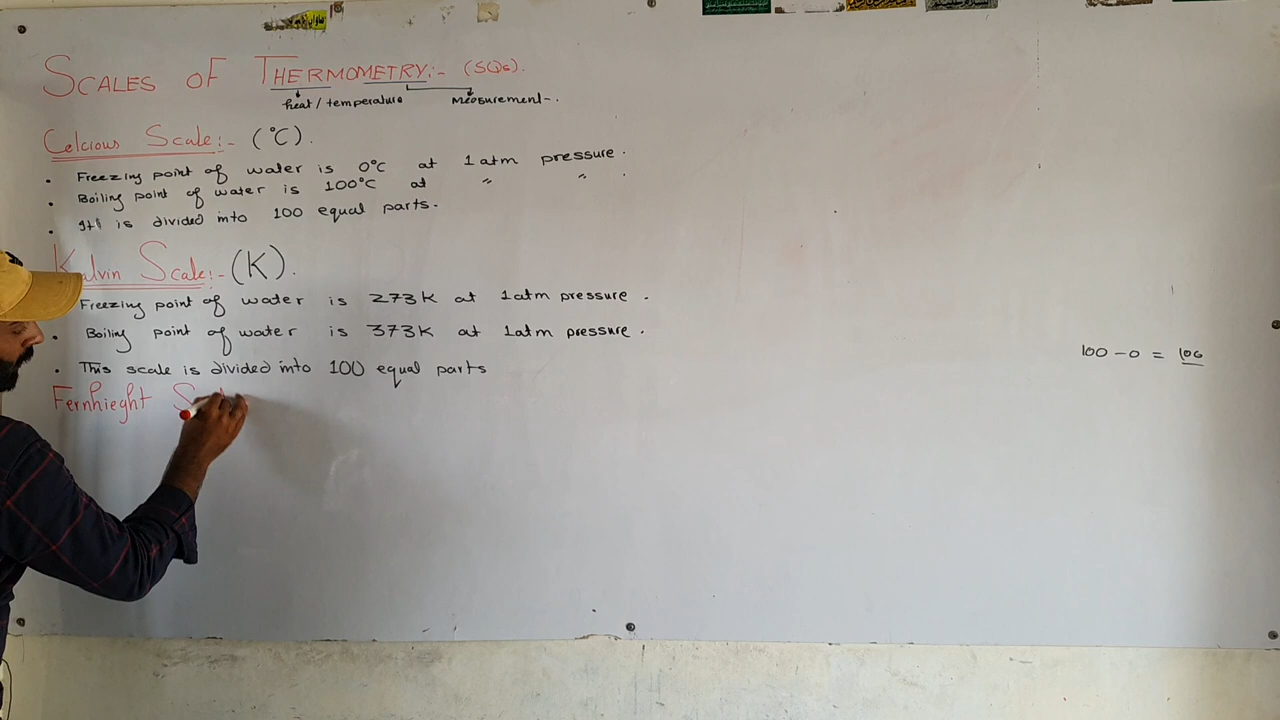 SCALES OF THERMOMETRY:- (SQs).
heat / temperature measurement-.
Celcious Scale:- (°C).
• Freezing point of water is 0°C at 1 atm pressure.
• Boiling point of water is 100°C at " " .
• It is divided into 100 equal parts.
Kalvin Scale:- (K).
Freezing point of water is 273K at 1atm pressure.
• Boiling point of water is 373K at 1atm pressure.
• This scale is divided into 100 equal parts
100 - 0 = 100
Fernhieght